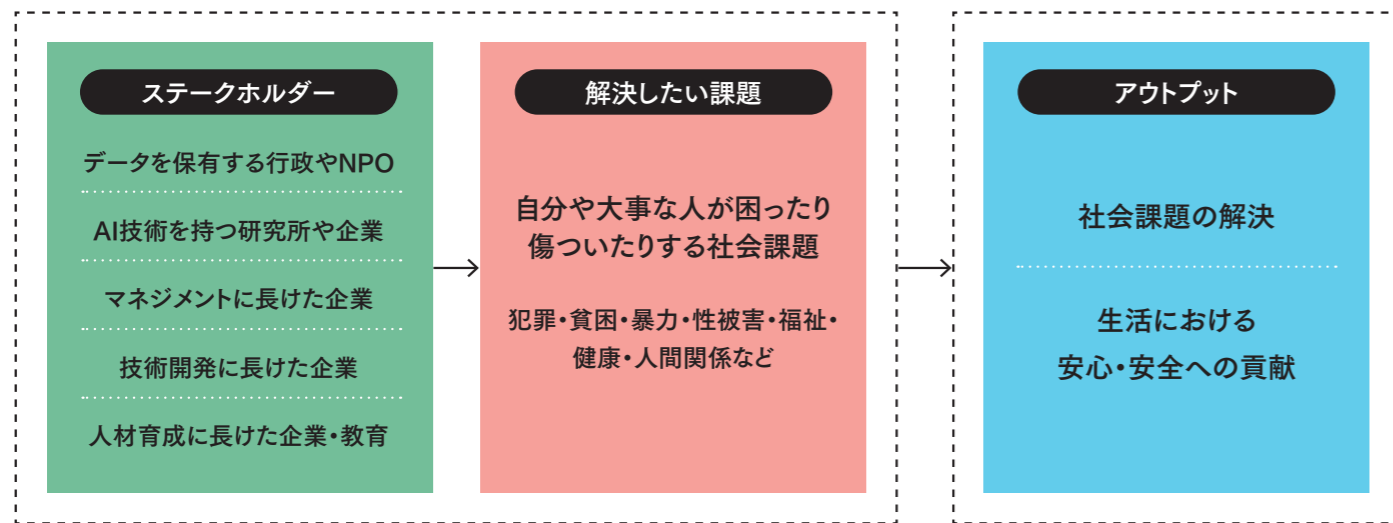 ステークホルダー
データを保有する行政やNPO
AI技術を持つ研究所や企業
マネジメントに長けた企業
技術開発に長けた企業
人材育成に長けた企業・教育
解決したい課題
自分や大事な人が困ったり
傷ついたりする社会課題
犯罪・貧困・暴力・性被害・福祉・
健康・人間関係など
アウトプット
社会課題の解決
生活における
安心・安全への貢献